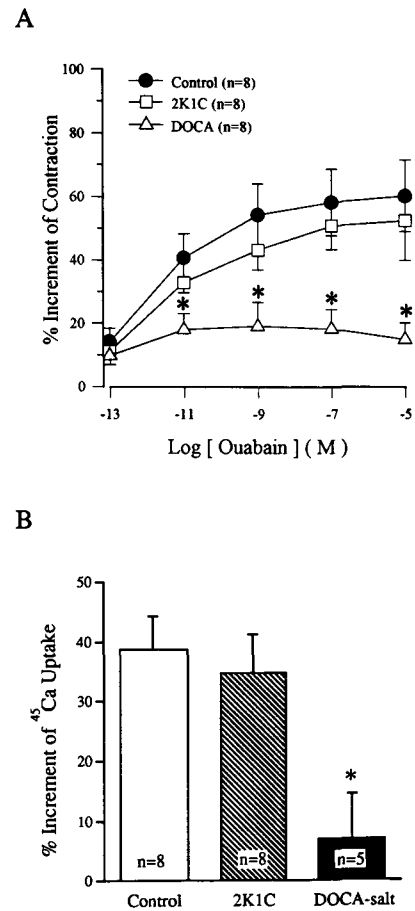 A
100
80
60
40
20
0
% Increment of Contraction
Control (n=8)
2K1C (n=8)
DOCA (n=8)
* * * *
-13 -11 -9 -7 -5
Log [ Ouabain ] ( M )
B
50
40
30
20
10
0
% Increment of ⁴⁵Ca Uptake
*
n=8 n=8 n=5
Control 2K1C DOCA-salt